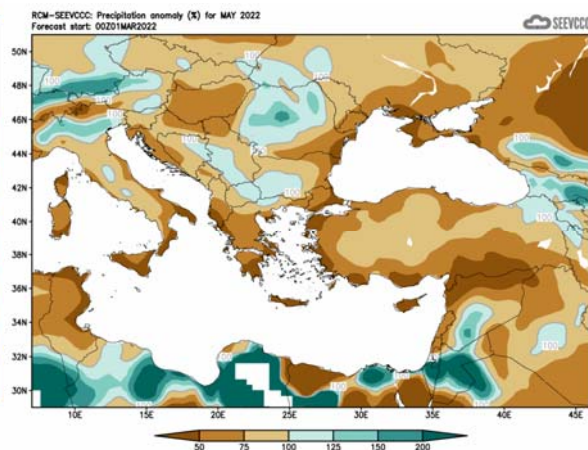 RCM-SEEVCCC: Precipitation anomaly (%) for MAY 2022
Forecast start: 00Z01MAR2022
SEEVCCC
50N
48N
46N
44N
42N
40N
38N
36N
34N
32N
30N
10E 15E 20E 25E 30E 35E 40E 45E
50 75 100 125 150 200